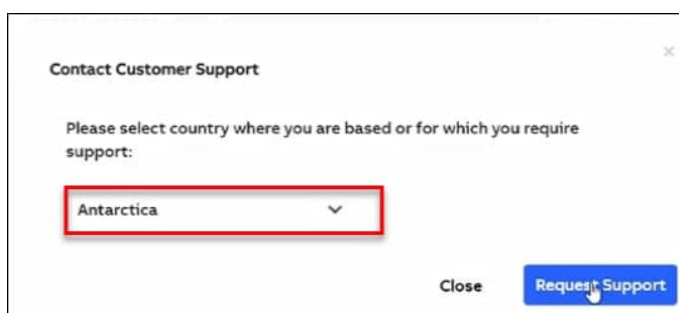 Contact Customer Support
Please select country where you are based or for which you require
support:
Antarctica
Close
Request Support